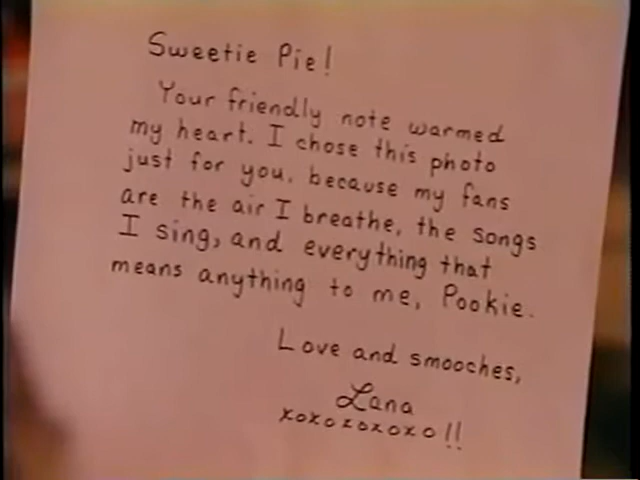 Sweetie Pie!
Your friendly note warmed
my heart. I chose this photo
just for you, because my fans
are the air I breathe, the songs
I sing, and everything that
means anything to me, Pookie.
Love and smooches,
Lana
xoxoxoxoxo!!